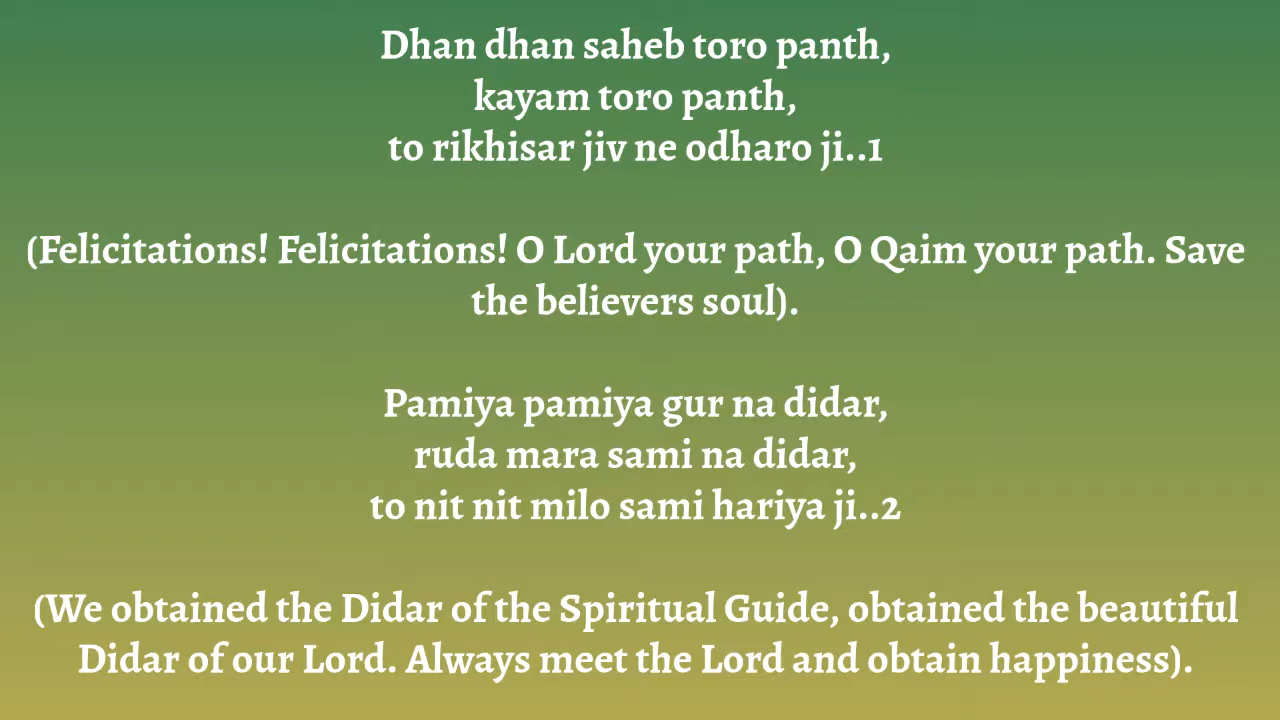 Dhan dhan saheb toro panth,
kayam toro panth,
to rikhisar jiv ne odharo ji..1
(Felicitations! Felicitations! O Lord your path, O Qaim your path. Save
the believers soul).
Pamiya pamiya gur na didar,
ruda mara sami na didar,
to nit nit milo sami hariya ji..2
(We obtained the Didar of the Spiritual Guide, obtained the beautiful
Didar of our Lord. Always meet the Lord and obtain happiness).